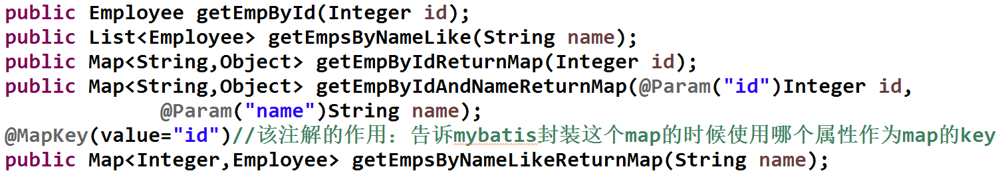 public Employee getEmpById(Integer id);
public List<Employee> getEmpsByNameLike(String name);
public Map<String,Object> getEmpByIdReturnMap(Integer id);
public Map<String,Object> getEmpByIdAndNameReturnMap(@Param("id")Integer id,
@Param("name")String name);
@MapKey(value="id")//该注解的作用：告诉mybatis封装这个map的时候使用哪个属性作为map的key
public Map<Integer,Employee> getEmpsByNameLikeReturnMap(String name);